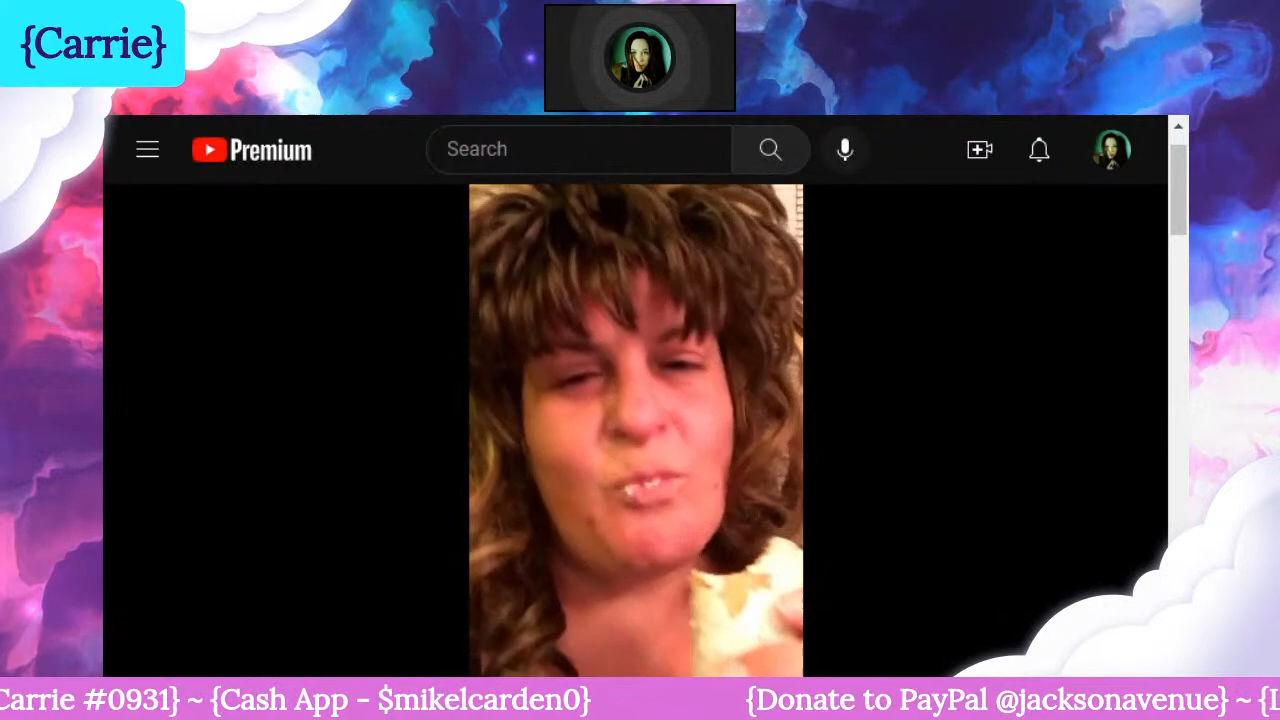 {Carrie}
Premium
Search
Carrie #0931} ~ {Cash App - $mikelcarden0} {Donate to PayPal @jacksonavenue} ~ {